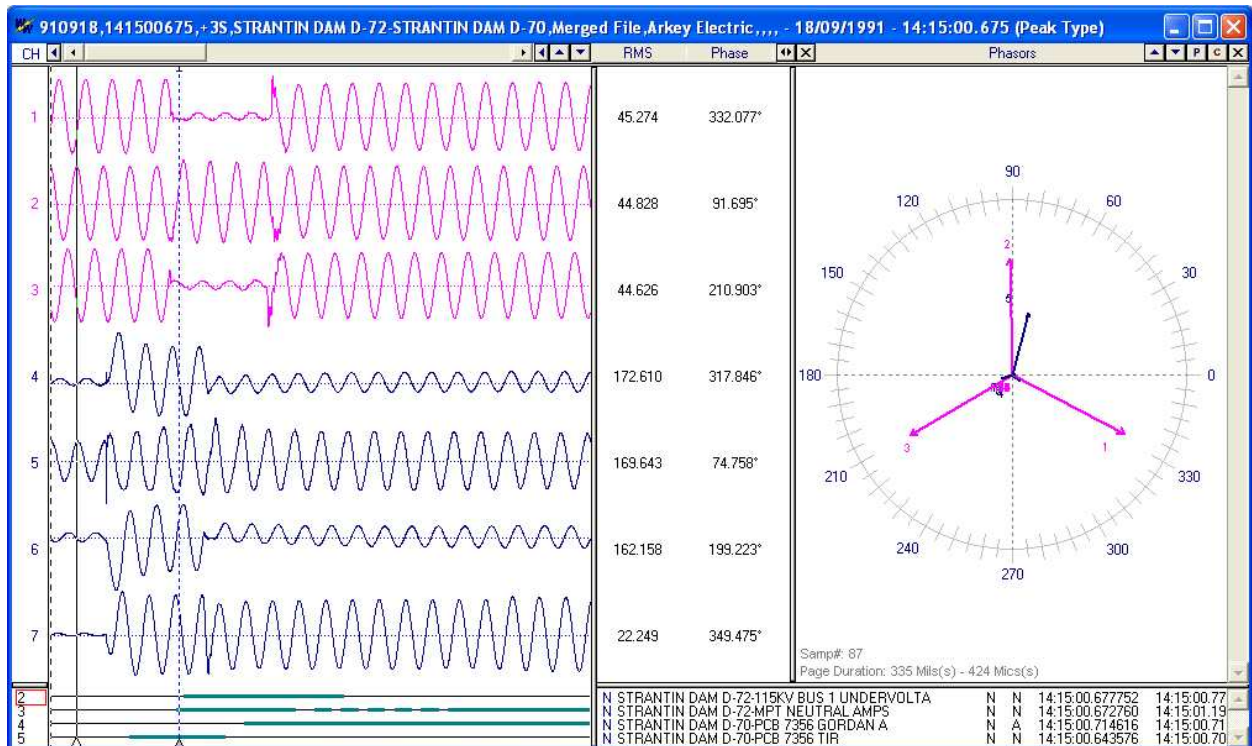 910918,141500675,+3S,STRANTIN DAM D-72-STRANTIN DAM D-70,Merged File,Arkey Electric,,,, - 18/09/1991 - 14:15:00.675 (Peak Type)
CH RMS Phase Phasors P C
1 45.274 332.077°
2 44.828 91.695°
3 44.626 210.903°
4 172.610 317.846°
5 169.643 74.758°
6 162.158 199.223°
7 22.249 349.475°
90
120 60
2
150 30
5
180 0
4
3 1
210 330
240 300
270
Samp#: 87
Page Duration: 335 Mils(s) - 424 Mics(s)
2 N STRANTIN DAM D-72-115KV BUS 1 UNDERVOLTA N N 14:15:00.677752 14:15:00.77
3 N STRANTIN DAM D-72-MPT NEUTRAL AMPS N N 14:15:00.672760 14:15:01.19
4 N STRANTIN DAM D-70-PCB 7356 GORDAN A N A 14:15:00.714616 14:15:00.71
5 N STRANTIN DAM D-70-PCB 7356 TIR N N 14:15:00.643576 14:15:00.70